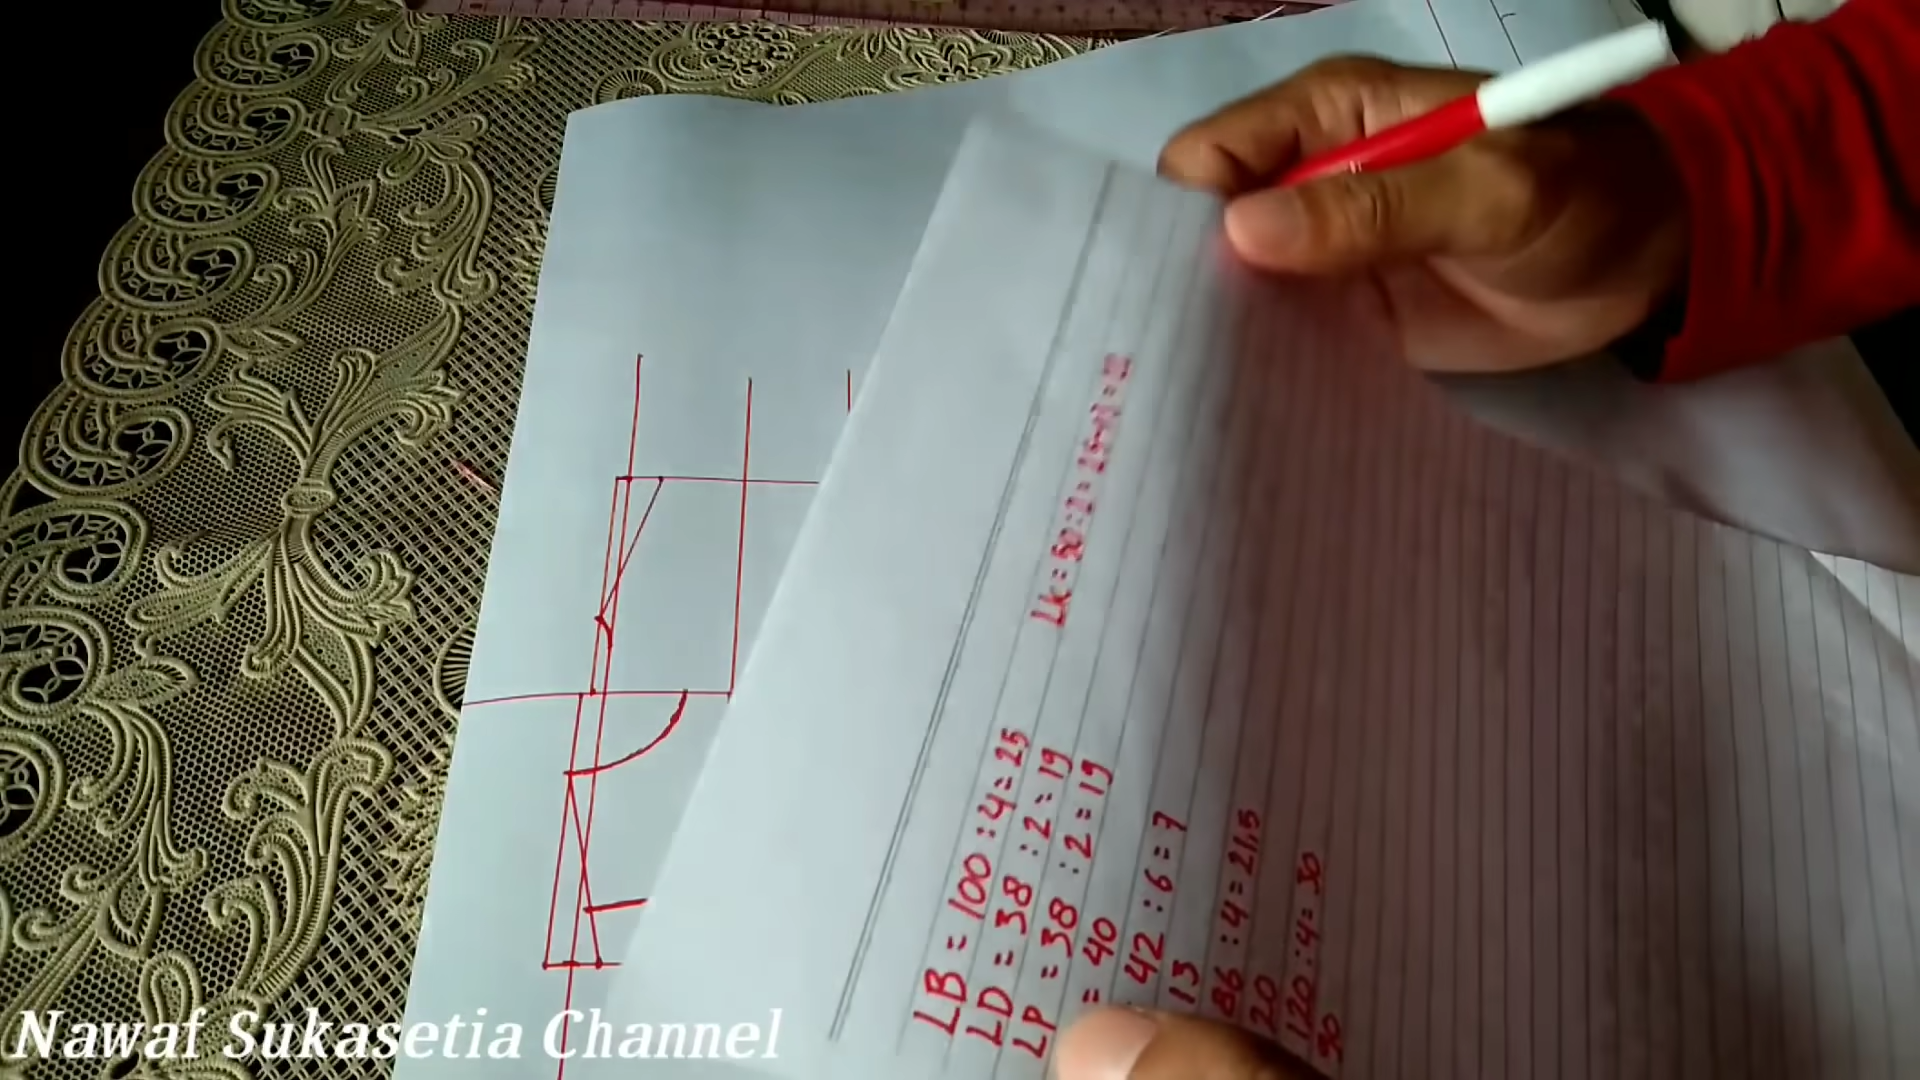 LB = 100 : 4 = 25
LD = 38 : 2 = 19
LP = 38 : 2 = 19
= 40
42 : 6 = 7
13
86 : 4 = 21,5
20
120 : 4 = 30
90
Lk = 50 : 2 = 25
Nawaf Sukasetia Channel